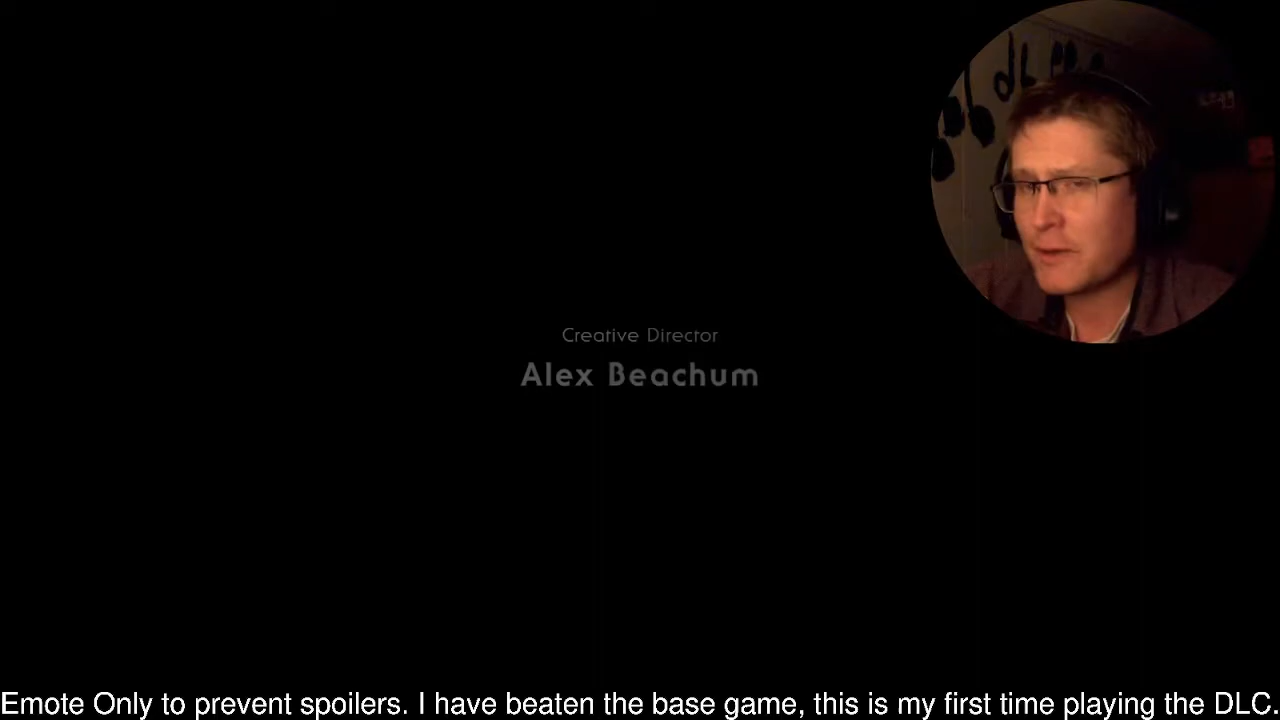 Creative Director
Alex Beachum
Emote Only to prevent spoilers. I have beaten the base game, this is my first time playing the DLC.